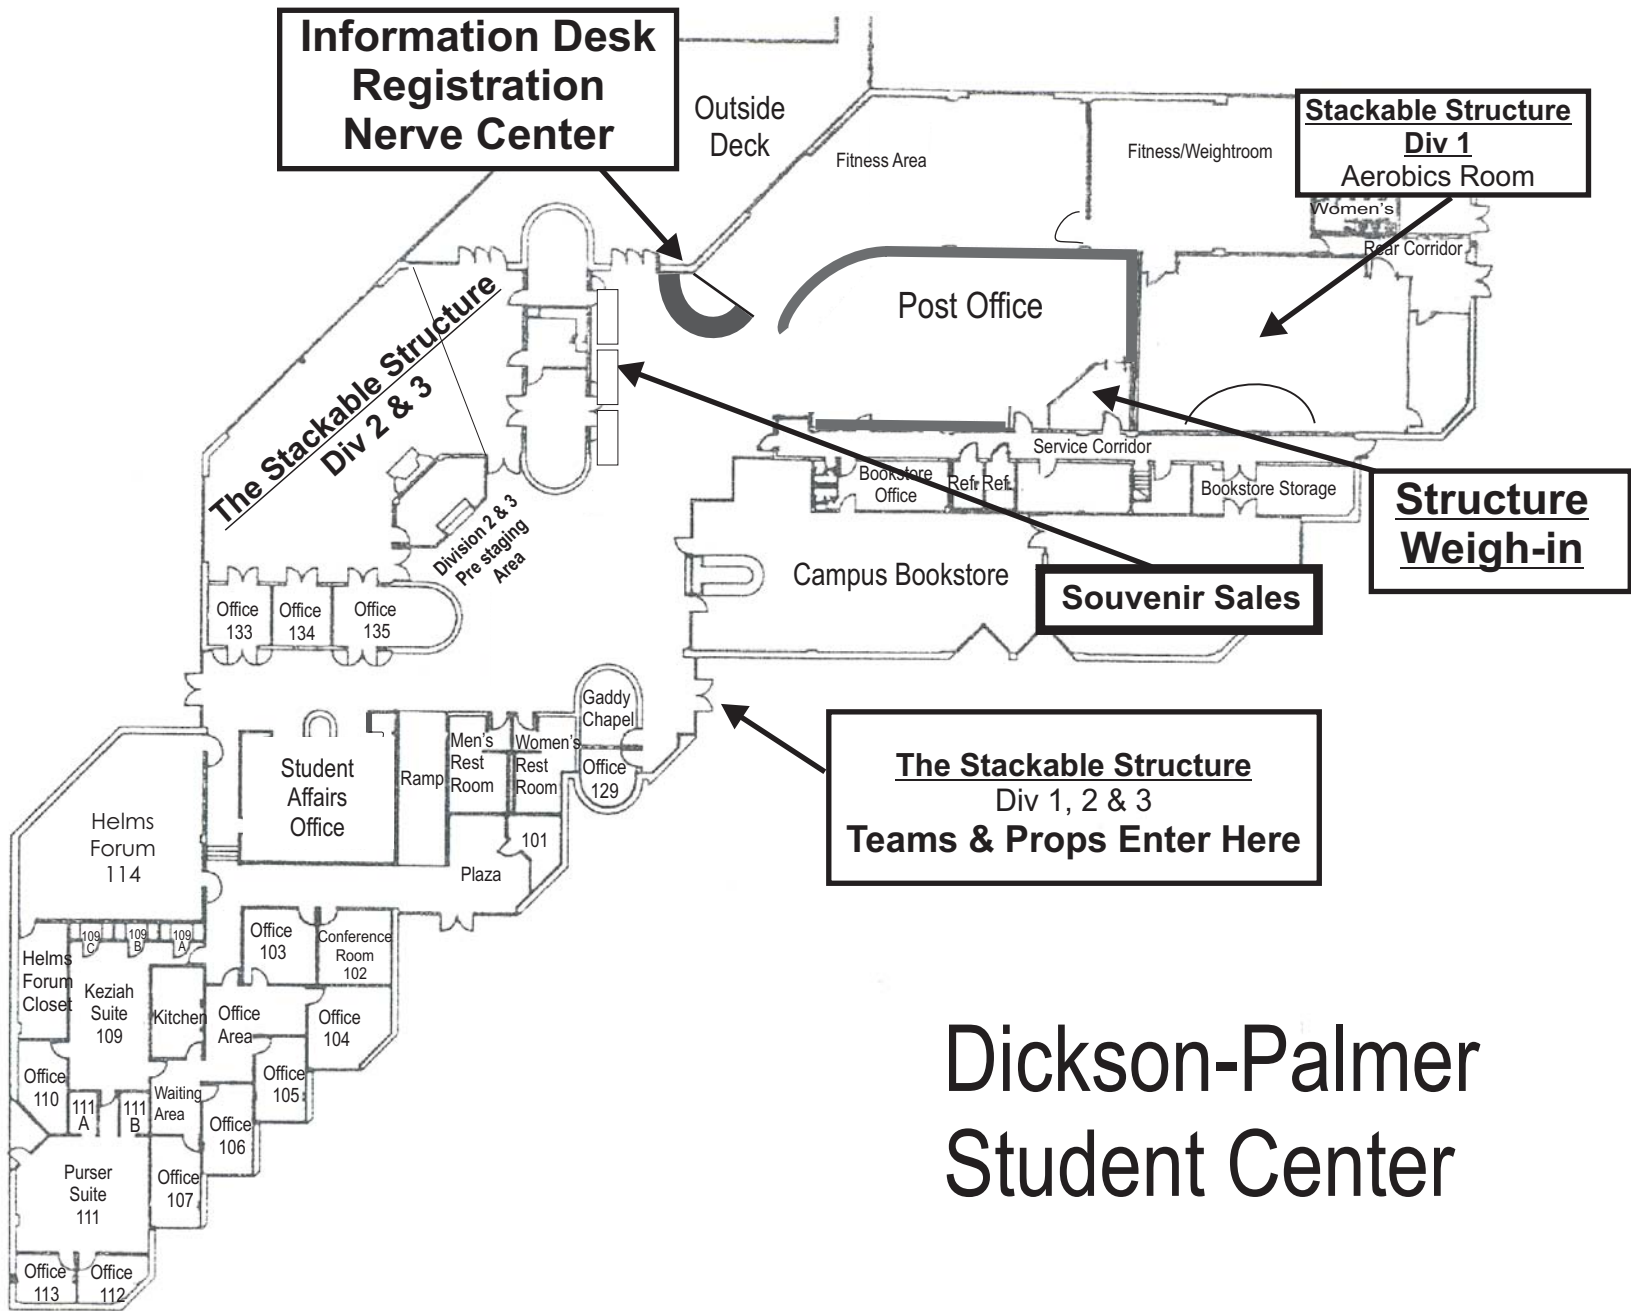 Information Desk
Registration
Nerve Center
Outside
Deck
Fitness Area
Fitness/Weightroom
Stackable Structure
Div 1
Aerobics Room
Women's
Rear Corridor
The Stackable Structure
Div 2 & 3
Post Office
Service Corridor
Bookstore
Office
Refr
Ref.
Bookstore Storage
Structure
Weigh-in
Division 2 & 3
Pre staging
Area
Campus Bookstore
Souvenir Sales
Office
133
Office
134
Office
135
Gaddy
Chapel
Office
129
Men's
Rest
Room
Women's
Rest
Room
Ramp
Student
Affairs
Office
The Stackable Structure
Div 1, 2 & 3
Teams & Props Enter Here
Helms
Forum
114
101
Plaza
109
C
109
B
109
A
Office
103
Conference
Room
102
Helms
Forum
Closet
Keziah
Suite
109
Kitchen
Office
Area
Office
104
Office
110
111
A
111
B
Waiting
Area
Office
105
Office
106
Purser
Suite
111
Office
107
Office
113
Office
112
Dickson-Palmer
Student Center